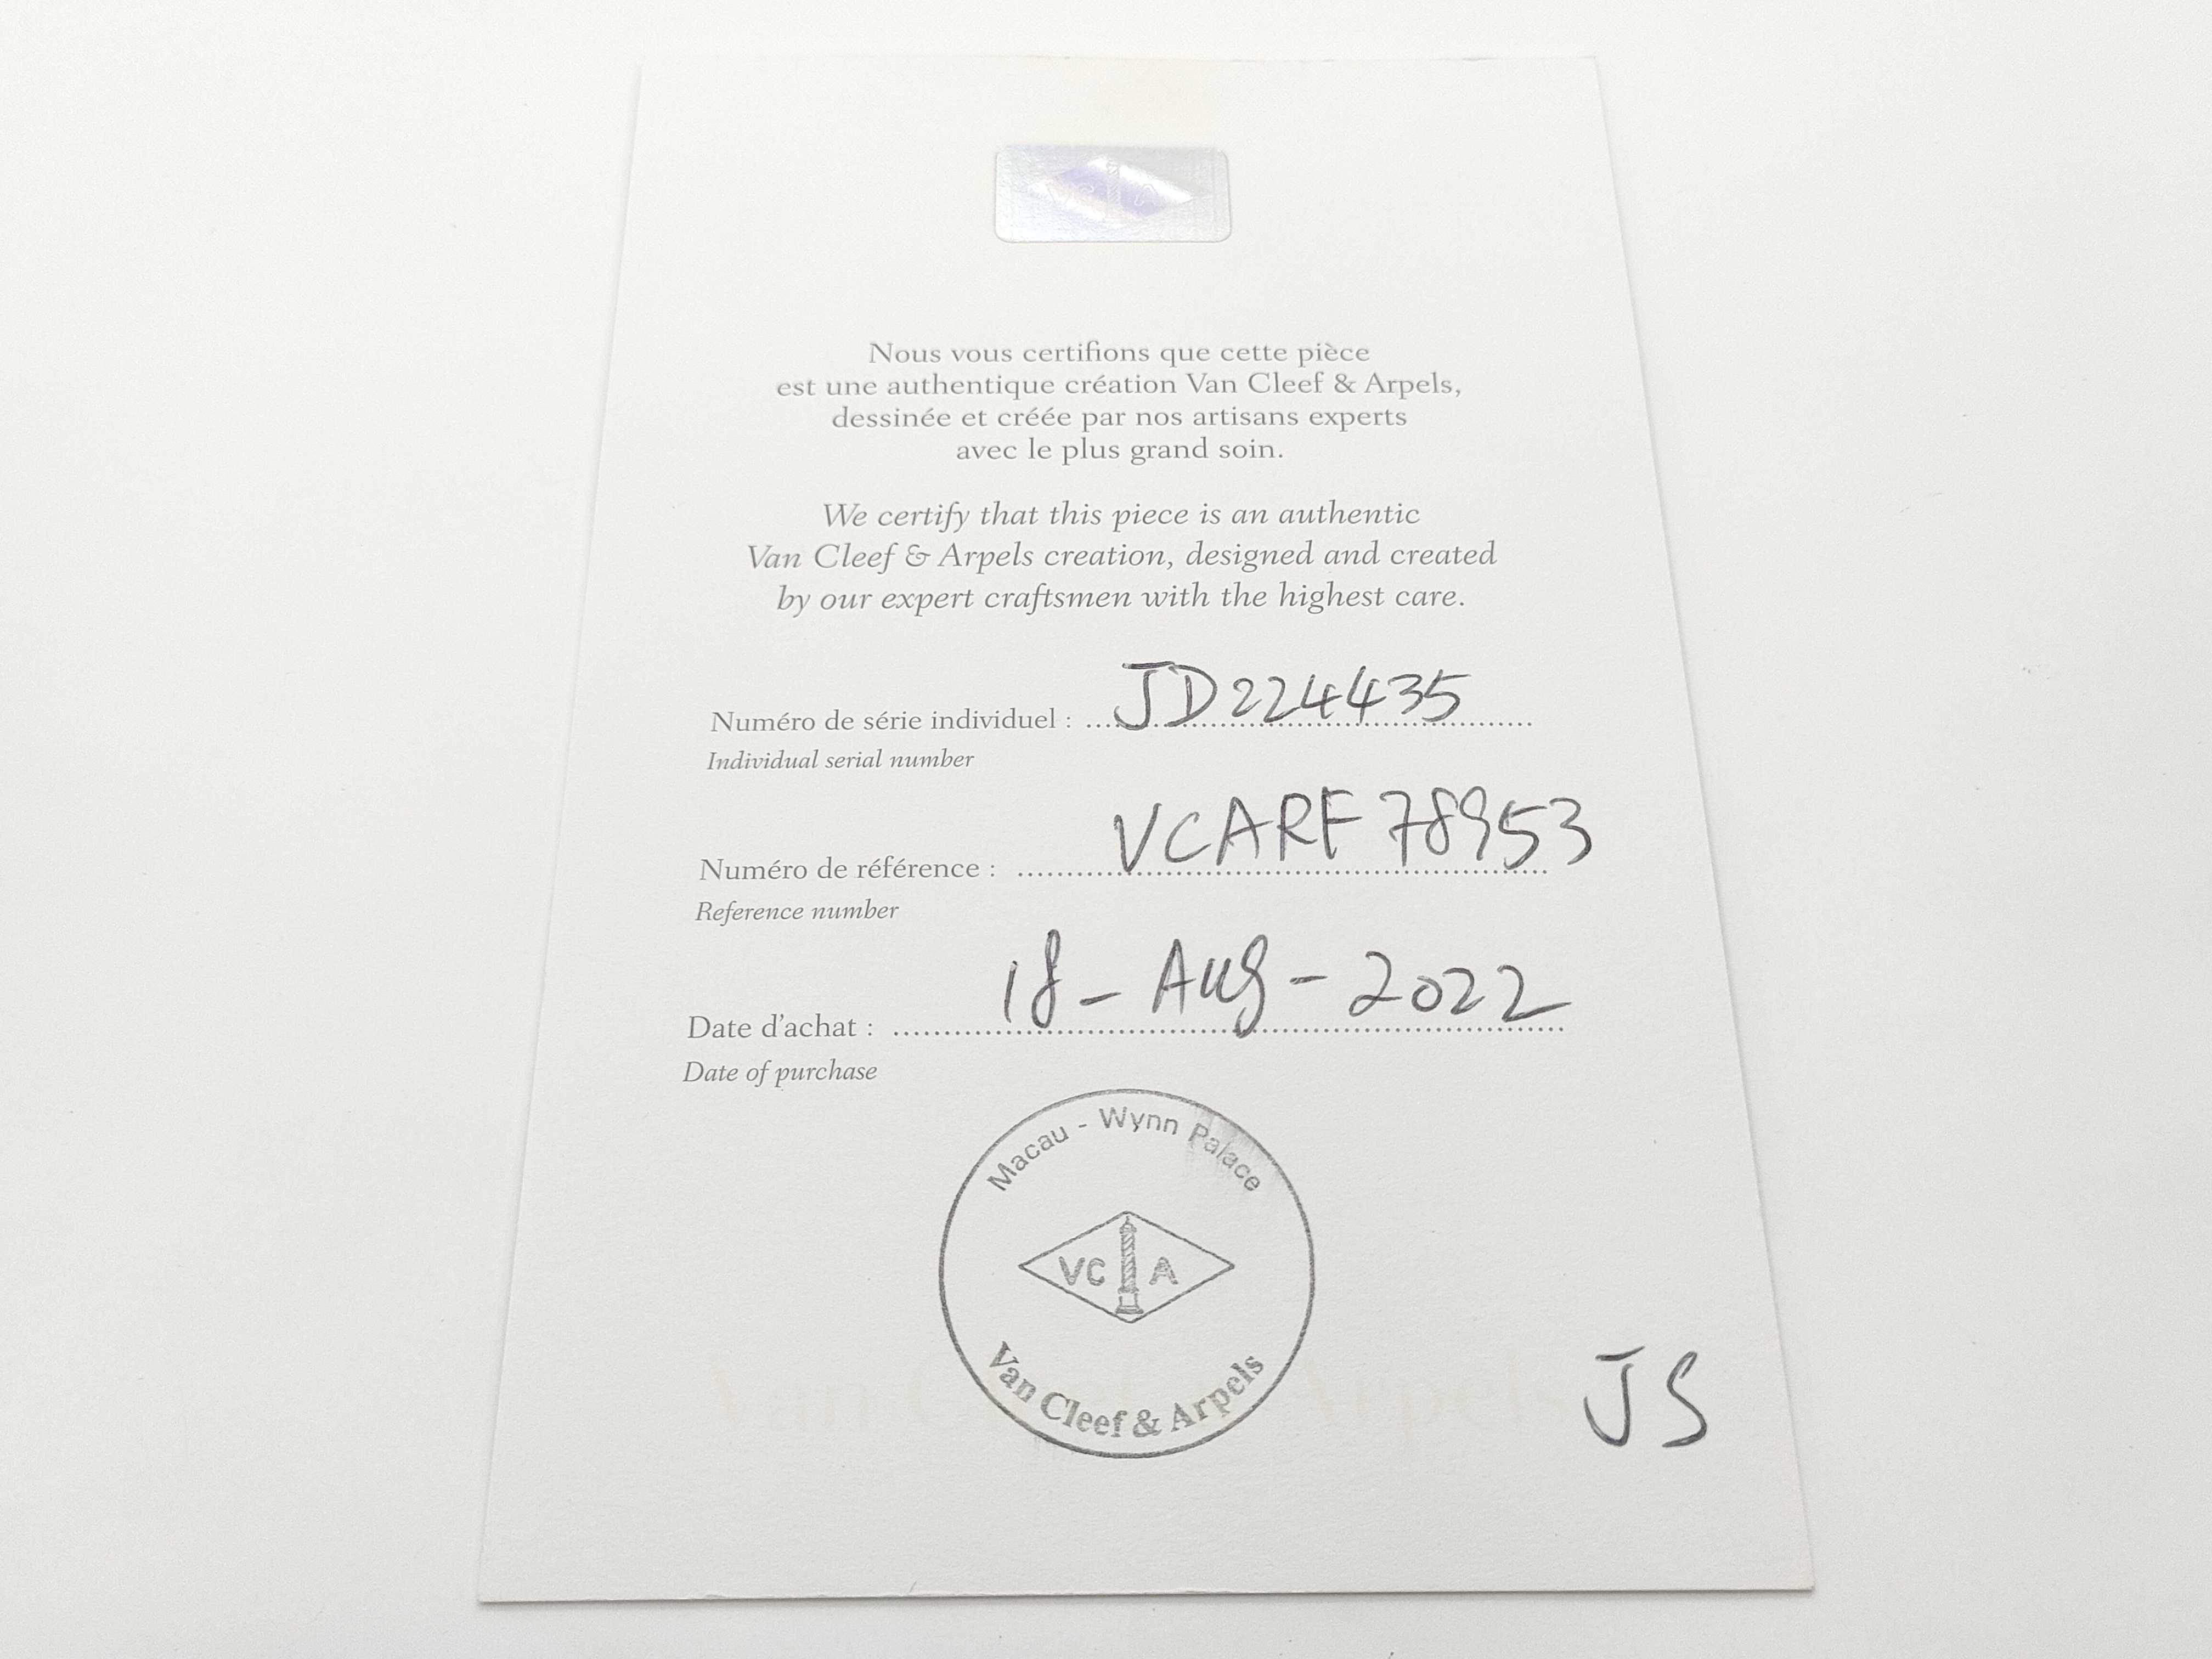 VC A
Nous vous certifions que cette pièce
est une authentique création Van Cleef & Arpels,
dessinée et créée par nos artisans experts
avec le plus grand soin.
We certify that this piece is an authentic
Van Cleef & Arpels creation, designed and created
by our expert craftsmen with the highest care.
Numéro de série individuel : JD224435
Individual serial number
Numéro de référence : VCARF78953
Reference number
Date d'achat : 18-Aug-2022
Date of purchase
Macau - Wynn Palace
VC A
Van Cleef & Arpels
JS